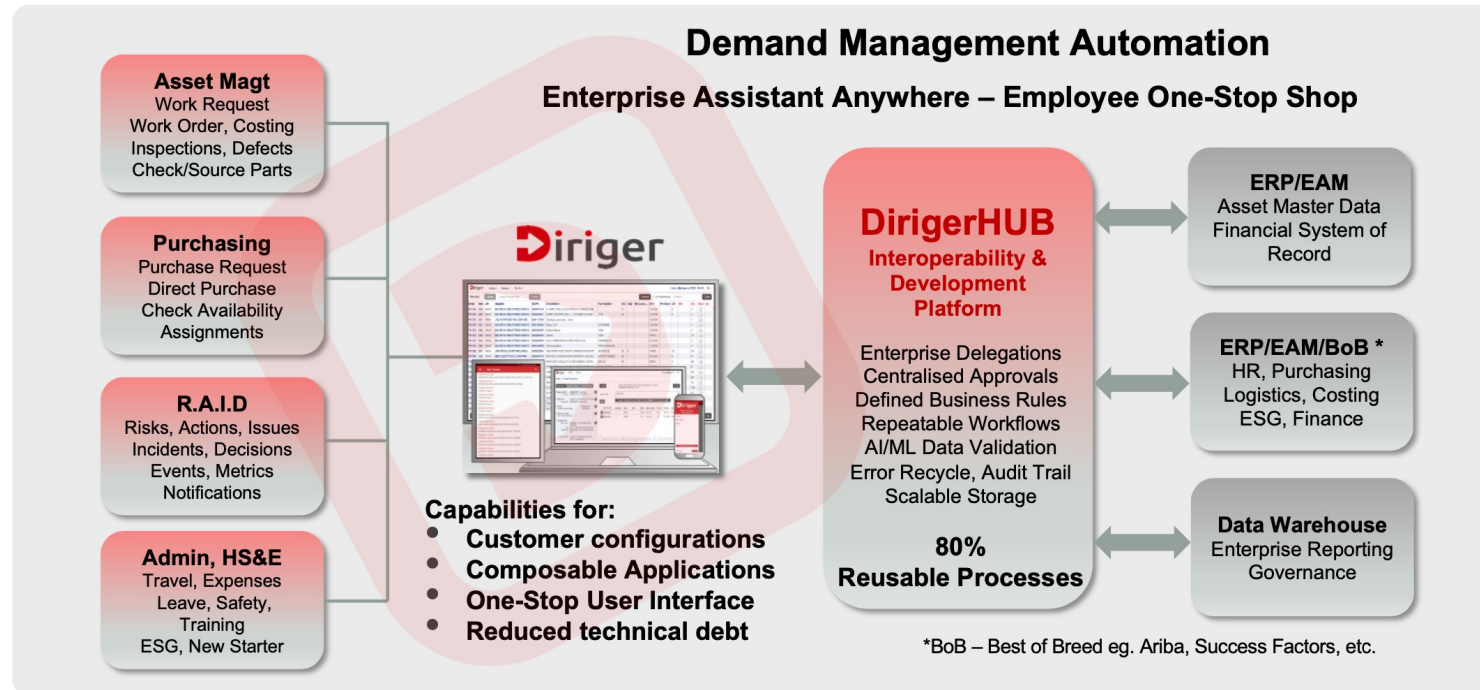 Demand Management Automation
Enterprise Assistant Anywhere – Employee One-Stop Shop
Asset Magt
Work Request
Work Order, Costing
Inspections, Defects
Check/Source Parts
Purchasing
Purchase Request
Direct Purchase
Check Availability
Assignments
R.A.I.D
Risks, Actions, Issues
Incidents, Decisions
Events, Metrics
Notifications
Admin, HS&E
Travel, Expenses
Leave, Safety,
Training
ESG, New Starter
Diriger
Capabilities for:
• Customer configurations
• Composable Applications
• One-Stop User Interface
• Reduced technical debt
DirigerHUB
Interoperability &
Development
Platform
Enterprise Delegations
Centralised Approvals
Defined Business Rules
Repeatable Workflows
AI/ML Data Validation
Error Recycle, Audit Trail
Scalable Storage
80%
Reusable Processes
ERP/EAM
Asset Master Data
Financial System of
Record
ERP/EAM/BoB *
HR, Purchasing
Logistics, Costing
ESG, Finance
Data Warehouse
Enterprise Reporting
Governance
*BoB – Best of Breed eg. Ariba, Success Factors, etc.